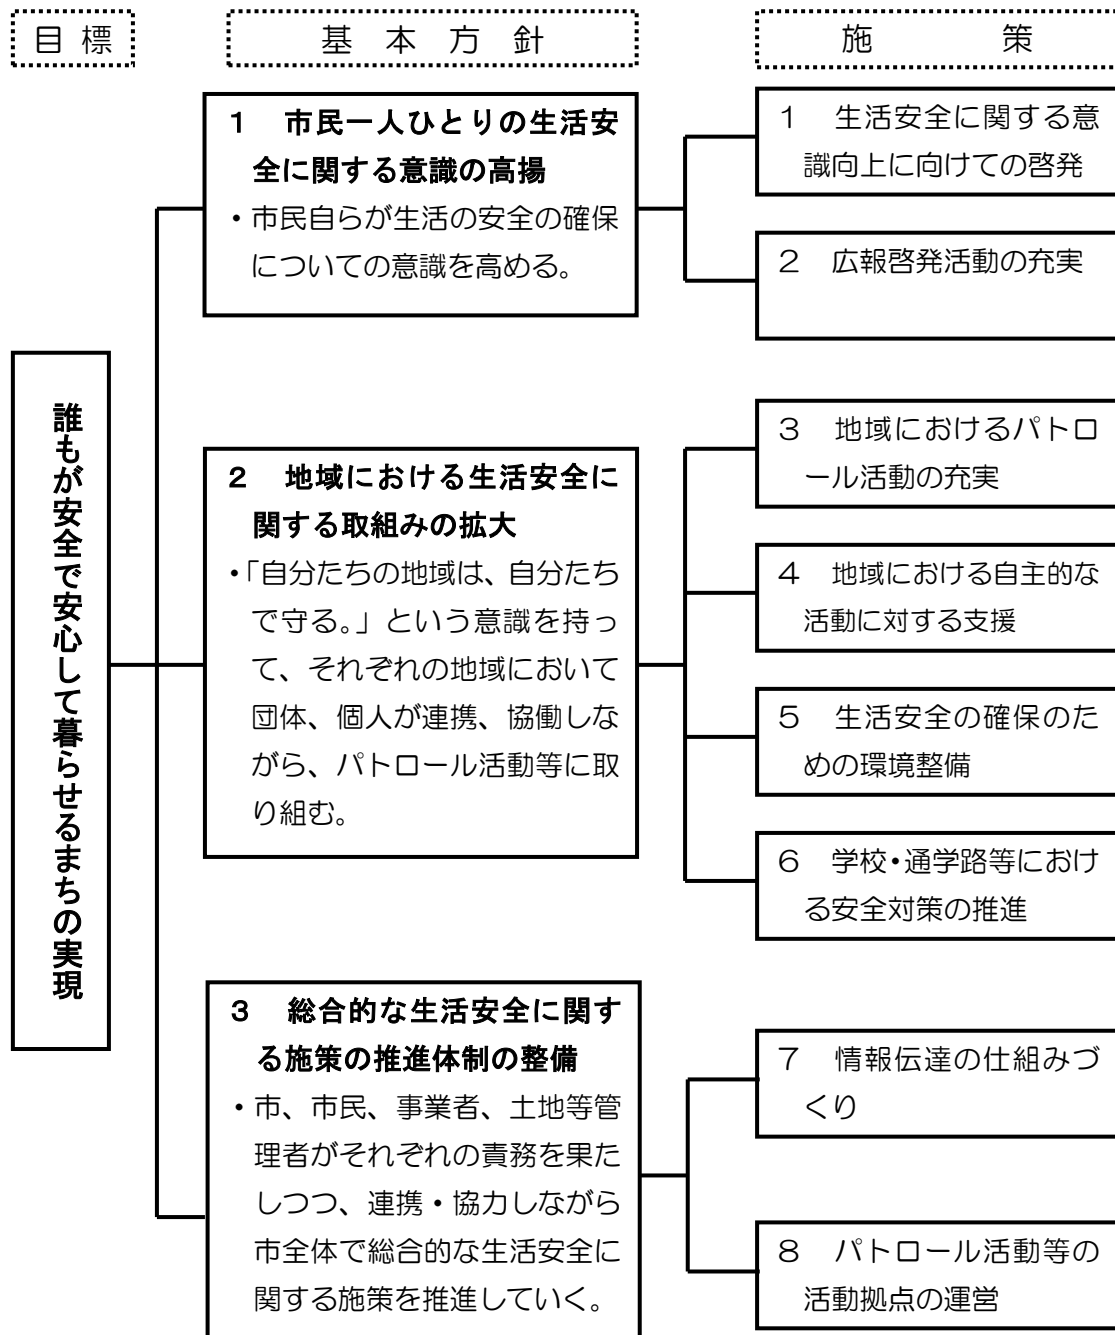 目標
基本方針
施策
誰もが安全で安心して暮らせるまちの実現
1 市民一人ひとりの生活安
全に関する意識の高揚
・市民自らが生活の安全の確保
についての意識を高める。
1 生活安全に関する意
識向上に向けての啓発
2 広報啓発活動の充実
2 地域における生活安全に
関する取組みの拡大
・「自分たちの地域は、自分たち
で守る。」という意識を持っ
て、それぞれの地域において
団体、個人が連携、協働しな
がら、パトロール活動等に取
り組む。
3 地域におけるパトロ
ール活動の充実
4 地域における自主的な
活動に対する支援
5 生活安全の確保のた
めの環境整備
6 学校・通学路等におけ
る安全対策の推進
3 総合的な生活安全に関す
る施策の推進体制の整備
・市、市民、事業者、土地等管
理者がそれぞれの責務を果た
しつつ、連携・協力しながら
市全体で総合的な生活安全に
関する施策を推進していく。
7 情報伝達の仕組みづ
くり
8 パトロール活動等の
活動拠点の運営